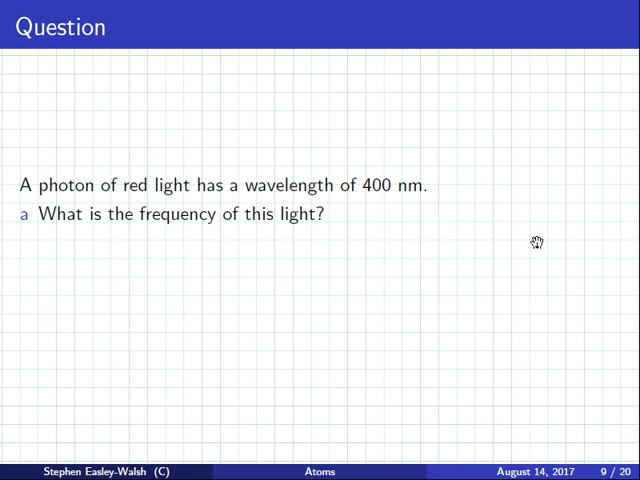 Question
A photon of red light has a wavelength of 400 nm.
a What is the frequency of this light?
Stephen Easley-Walsh (C) Atoms August 14, 2017 9 / 20